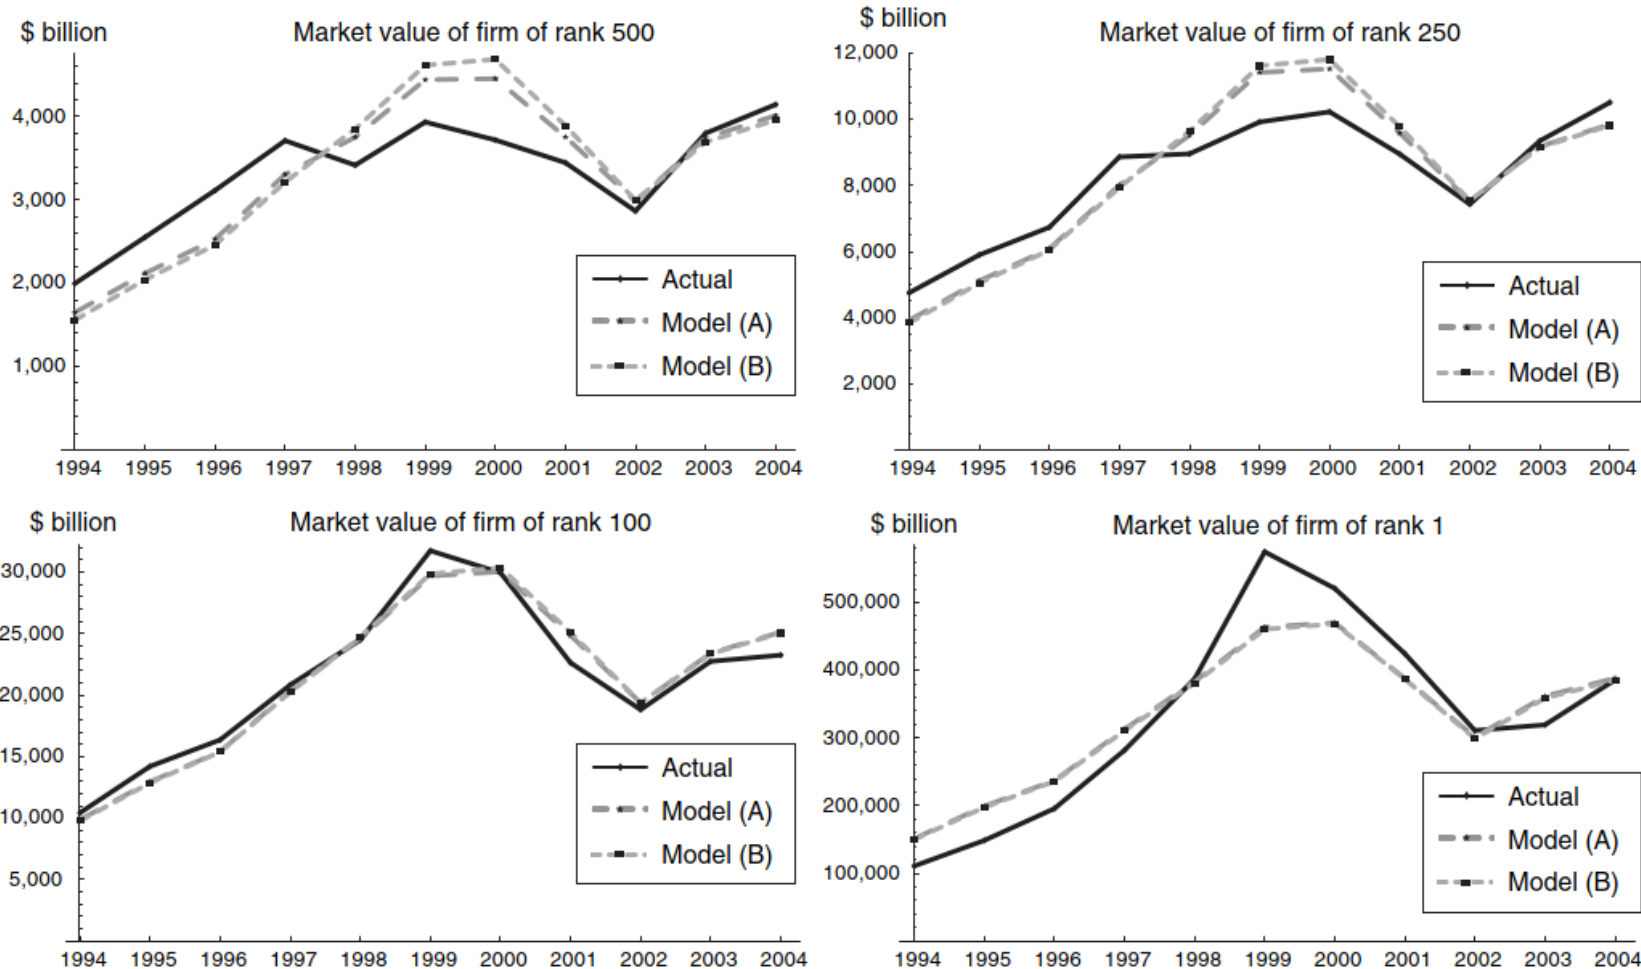 $ billion
Market value of firm of rank 500
4,000
3,000
2,000
1,000
Actual
Model (A)
Model (B)
1994 1995 1996 1997 1998 1999 2000 2001 2002 2003 2004
$ billion
Market value of firm of rank 250
12,000
10,000
8,000
6,000
4,000
2,000
Actual
Model (A)
Model (B)
1994 1995 1996 1997 1998 1999 2000 2001 2002 2003 2004
$ billion
Market value of firm of rank 100
30,000
25,000
20,000
15,000
10,000
5,000
Actual
Model (A)
Model (B)
1994 1995 1996 1997 1998 1999 2000 2001 2002 2003 2004
$ billion
Market value of firm of rank 1
500,000
400,000
300,000
200,000
100,000
Actual
Model (A)
Model (B)
1994 1995 1996 1997 1998 1999 2000 2001 2002 2003 2004